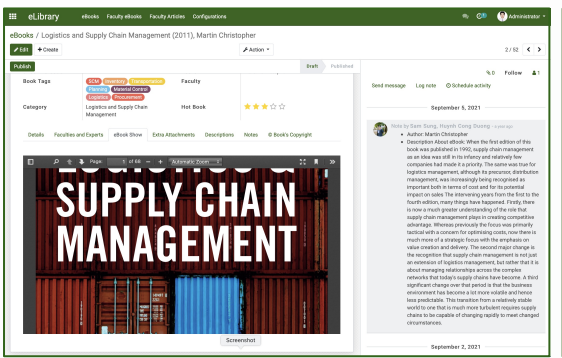 eLibrary eBooks Faculty eBooks Faculty Articles Configurations Administrator
eBooks / Logistics and Supply Chain Management (2011), Martin Christopher
Edit + Create Action 2 / 52
Publish Draft Published
Book Tags SCM Inventory Transportation Faculty
Planning Material Control
Logistics Procurement
Category Logistics and Supply Chain Hot Book
Management
Details Faculties and Experts eBook Show Extra Attachments Descriptions Notes © Book's Copyright
Page: 1 of 66 Automatic Zoom
SUPPLY CHAIN
MANAGEMENT
Screenshot
0 Follow 1
Send message Log note Schedule activity
September 5, 2021
Note by Sam Sung, Huynh Cong Duong - a year ago
• Author: Martin Christopher
• Description About eBook: When the first edition of this
book was published in 1992, supply chain management
as an idea was still in its infancy and relatively few
companies had made it a priority. The same was true for
logistics management, although its precursor, distribution
management, was increasingly being recognised as
important both in terms of cost and for its potential
impact on sales The intervening years from the first to the
fourth edition, many things have happened. Firstly, there
is now a much greater understanding of the role that
supply chain management plays in creating competitive
advantage. Whereas previously the focus was primarily
tactical with a concern for optimising costs, now there is
much more of a strategic focus with the emphasis on
value creation and delivery. The second major change is
the recognition that supply chain management is not just
an extension of logistics management, but rather that it is
about managing relationships across the complex
networks that today's supply chains have become. A third
significant change over that period is that the business
environment has become a lot more volatile and hence
less predictable. This transition from a relatively stable
world to one that is much more turbulent requires supply
chains to be capable of changing rapidly to meet changed
circumstances.
September 2, 2021